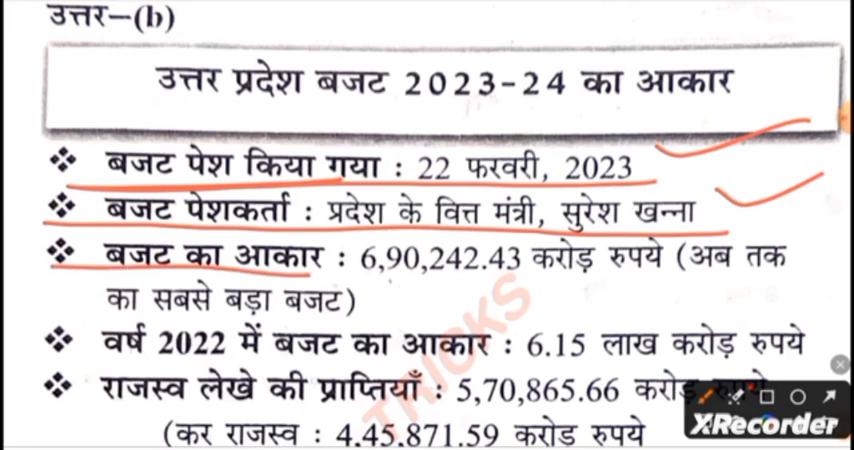 उत्तर–(b)
उत्तर प्रदेश बजट 2023-24 का आकार
❖ बजट पेश किया गया : 22 फरवरी, 2023
❖ बजट पेशकर्ता : प्रदेश के वित्त मंत्री, सुरेश खन्ना
❖ बजट का आकार : 6,90,242.43 करोड़ रुपये (अब तक
का सबसे बड़ा बजट)
❖ वर्ष 2022 में बजट का आकार : 6.15 लाख करोड़ रुपये
❖ राजस्व लेखे की प्राप्तियाँ : 5,70,865.66 करोड़ रुपये
(कर राजस्व : 4,45,871.59 करोड़ रुपये
TRICKS
XRecorder